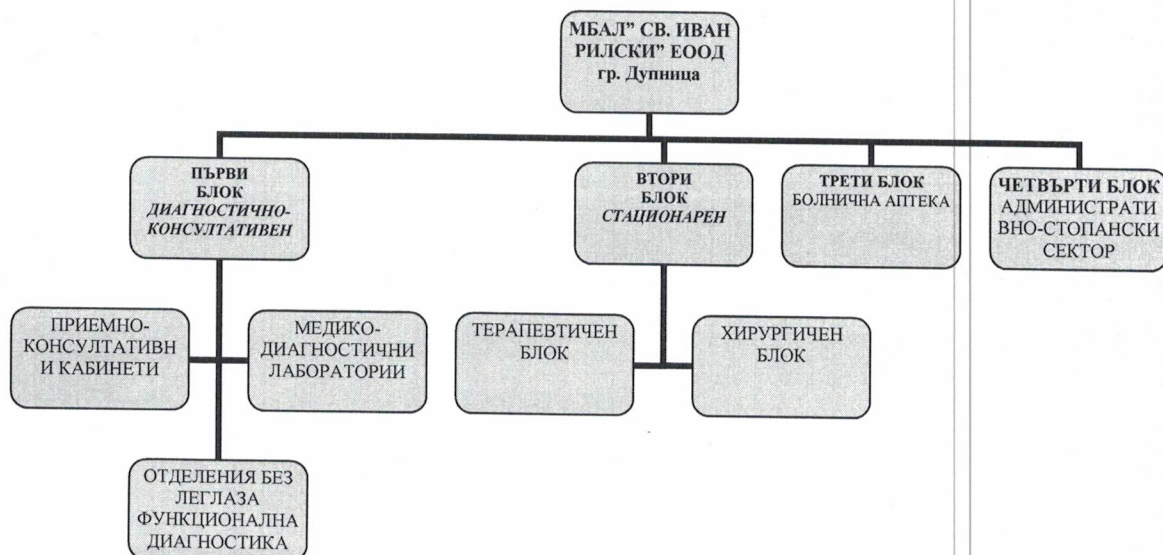 МБАЛ" СВ. ИВАН
РИЛСКИ" ЕООД
гр. Дупница
ПЪРВИ
БЛОК
ДИАГНОСТИЧНО-
КОНСУЛТАТИВЕН
ВТОРИ
БЛОК
СТАЦИОНАРЕН
ТРЕТИ БЛОК
БОЛНИЧНА АПТЕКА
ЧЕТВЪРТИ БЛОК
АДМИНИСТРАТИ
ВНО-СТОПАНСКИ
СЕКТОР
ПРИЕМНО-
КОНСУЛТАТИВН
И КАБИНЕТИ
МЕДИКО-
ДИАГНОСТИЧНИ
ЛАБОРАТОРИИ
ТЕРАПЕВТИЧЕН
БЛОК
ХИРУРГИЧЕН
БЛОК
ОТДЕЛЕНИЯ БЕЗ
ЛЕГЛАЗА
ФУНКЦИОНАЛНА
ДИАГНОСТИКА